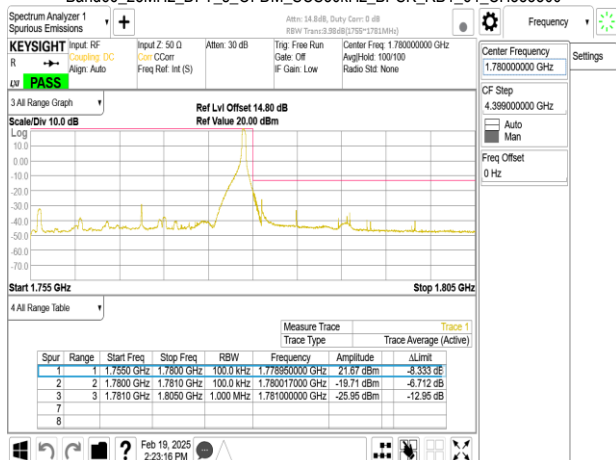 Spectrum Analyzer 1
Spurious Emissions
Attn: 14.8dB, Duty Corr: 0 dB
RBW Trans:3.98dB(1755~1781MHz)
Frequency
Settings
KEYSIGHT
R
LXI
PASS
Input: RF
Coupling: DC
Align: Auto
Input Z: 50 Ω
Corr CCorr
Freq Ref: Int (S)
Atten: 30 dB
Trig: Free Run
Gate: Off
IF Gain: Low
Center Freq: 1.780000000 GHz
Avg|Hold: 100/100
Radio Std: None
Center Frequency
1.780000000 GHz
CF Step
4.399000000 GHz
Auto
Man
Freq Offset
0 Hz
3 All Range Graph
Scale/Div 10.0 dB
Ref Lvl Offset 14.80 dB
Ref Value 20.00 dBm
Log
10.0
0.00
-10.0
-20.0
-30.0
-40.0
-50.0
-60.0
-70.0
Start 1.755 GHz
Stop 1.805 GHz
4 All Range Table
Measure Trace Trace 1
Trace Type Trace Average (Active)
Spur Range Start Freq Stop Freq RBW Frequency Amplitude ΔLimit
1 1 1.7550 GHz 1.7800 GHz 100.0 kHz 1.778950000 GHz 21.67 dBm -8.333 dB
2 2 1.7800 GHz 1.7810 GHz 100.0 kHz 1.780017000 GHz -19.71 dBm -6.712 dB
3 3 1.7810 GHz 1.8050 GHz 1.000 MHz 1.781000000 GHz -25.95 dBm -12.95 dB
7
8
?
Feb 19, 2025
2:23:16 PM